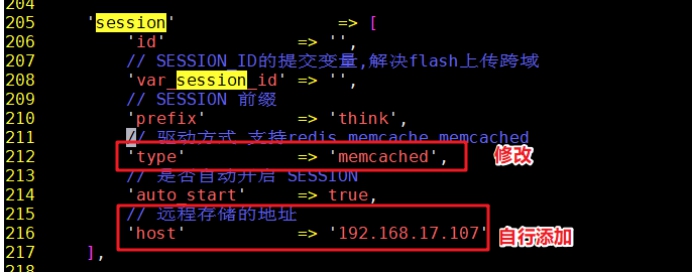 204
205 'session' => [
206 'id' => '',
207 // SESSION_ID的提交变量,解决flash上传跨域
208 'var_session_id' => '',
209 // SESSION 前缀
210 'prefix' => 'think',
211 // 驱动方式 支持redis memcache memcached
212 'type' => 'memcached', 修改
213 // 是否自动开启 SESSION
214 'auto_start' => true,
215 // 远程存储的地址
216 'host' => '192.168.17.107' 自行添加
217 ],
218